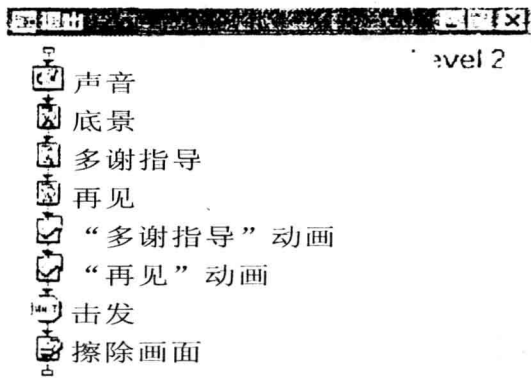 退出
evel 2
声音
底景
多谢指导
再见
“多谢指导”动画
“再见”动画
击发
擦除画面